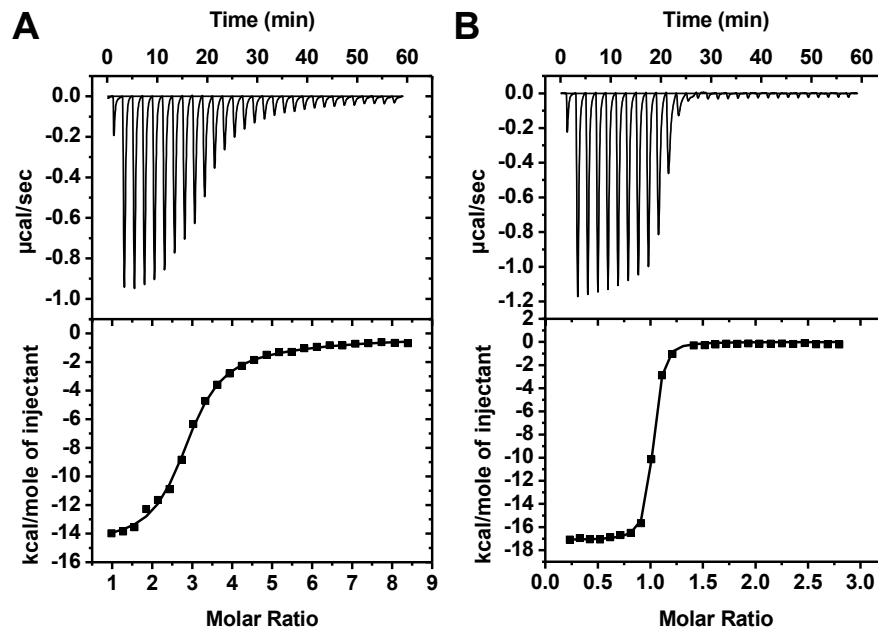 A
Time (min)
0 10 20 30 40 50 60
0.0
-0.2
-0.4
-0.6
-0.8
-1.0
µcal/sec
0
-2
-4
-6
-8
-10
-12
-14
-16
kcal/mole of injectant
1 2 3 4 5 6 7 8 9
Molar Ratio
B
Time (min)
0 10 20 30 40 50 60
0.0
-0.2
-0.4
-0.6
-0.8
-1.0
-1.2
µcal/sec
2
0
-2
-4
-6
-8
-10
-12
-14
-16
-18
kcal/mole of injectant
0.0 0.5 1.0 1.5 2.0 2.5 3.0
Molar Ratio